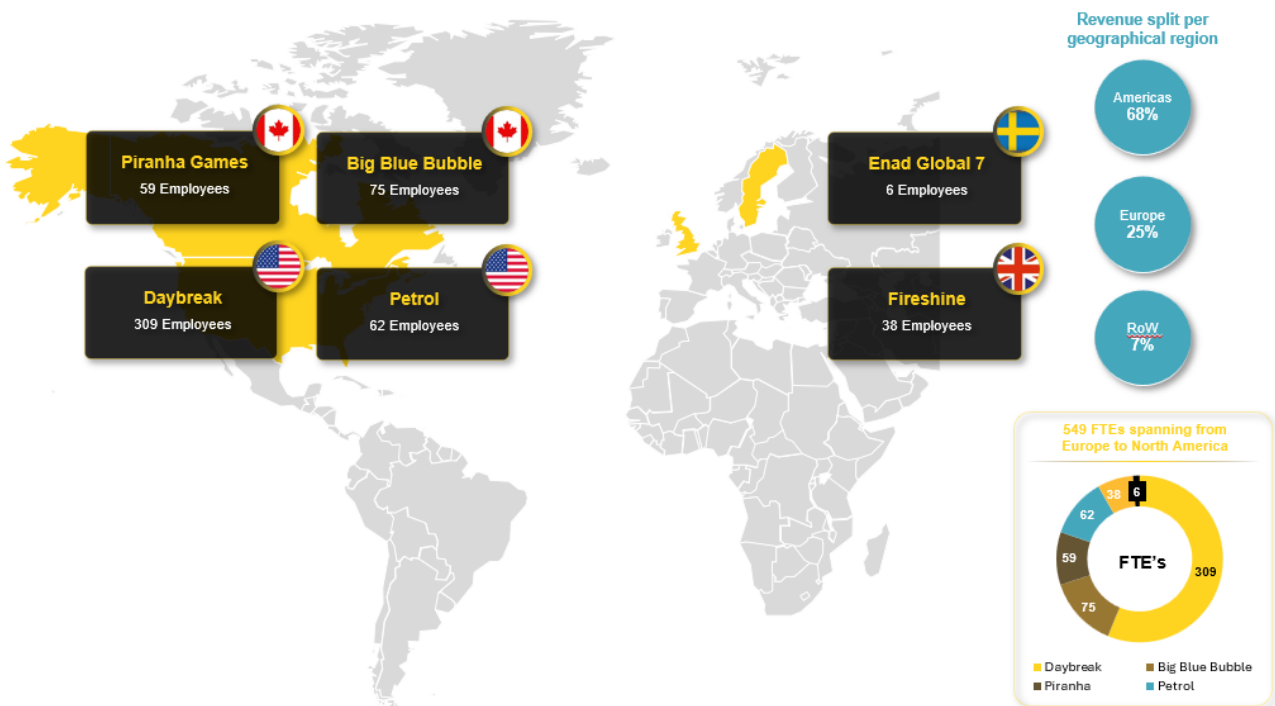 Revenue split per
geographical region
Americas
68%
Europe
25%
RoW
7%
Piranha Games
59 Employees
Big Blue Bubble
75 Employees
Enad Global 7
6 Employees
Daybreak
309 Employees
Petrol
62 Employees
Fireshine
38 Employees
549 FTEs spanning from
Europe to North America
38
6
62
59
75
309
FTE's
Daybreak
Big Blue Bubble
Piranha
Petrol